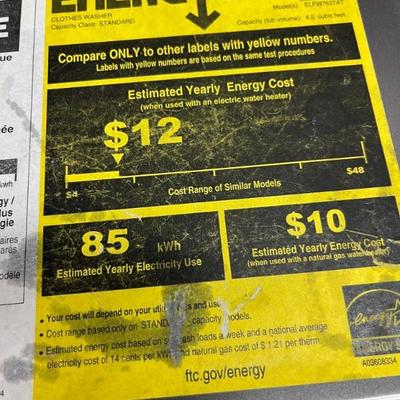 CLOTHES WASHER
Capacity Class: STANDARD
Model(s): ELFW7637AT
Capacity (tub volume): 4.5 cubic feet
Compare ONLY to other labels with yellow numbers.
Labels with yellow numbers are based on the same test procedures
Estimated Yearly Energy Cost
(when used with an electric water heater)
$12
$4
$48
Cost Range of Similar Models
85 kWh
Estimated Yearly Electricity Use
$10
Estimated Yearly Energy Cost
(when used with a natural gas water heater)
• Your cost will depend on your and use.
• Cost range based only on capacity models.
• Estimated energy cost based on loads a week and a national average
electricity cost of 14 cents per and natural gas cost of $ 1.21 per therm.
ftc.gov/energy
A03608334
kwh